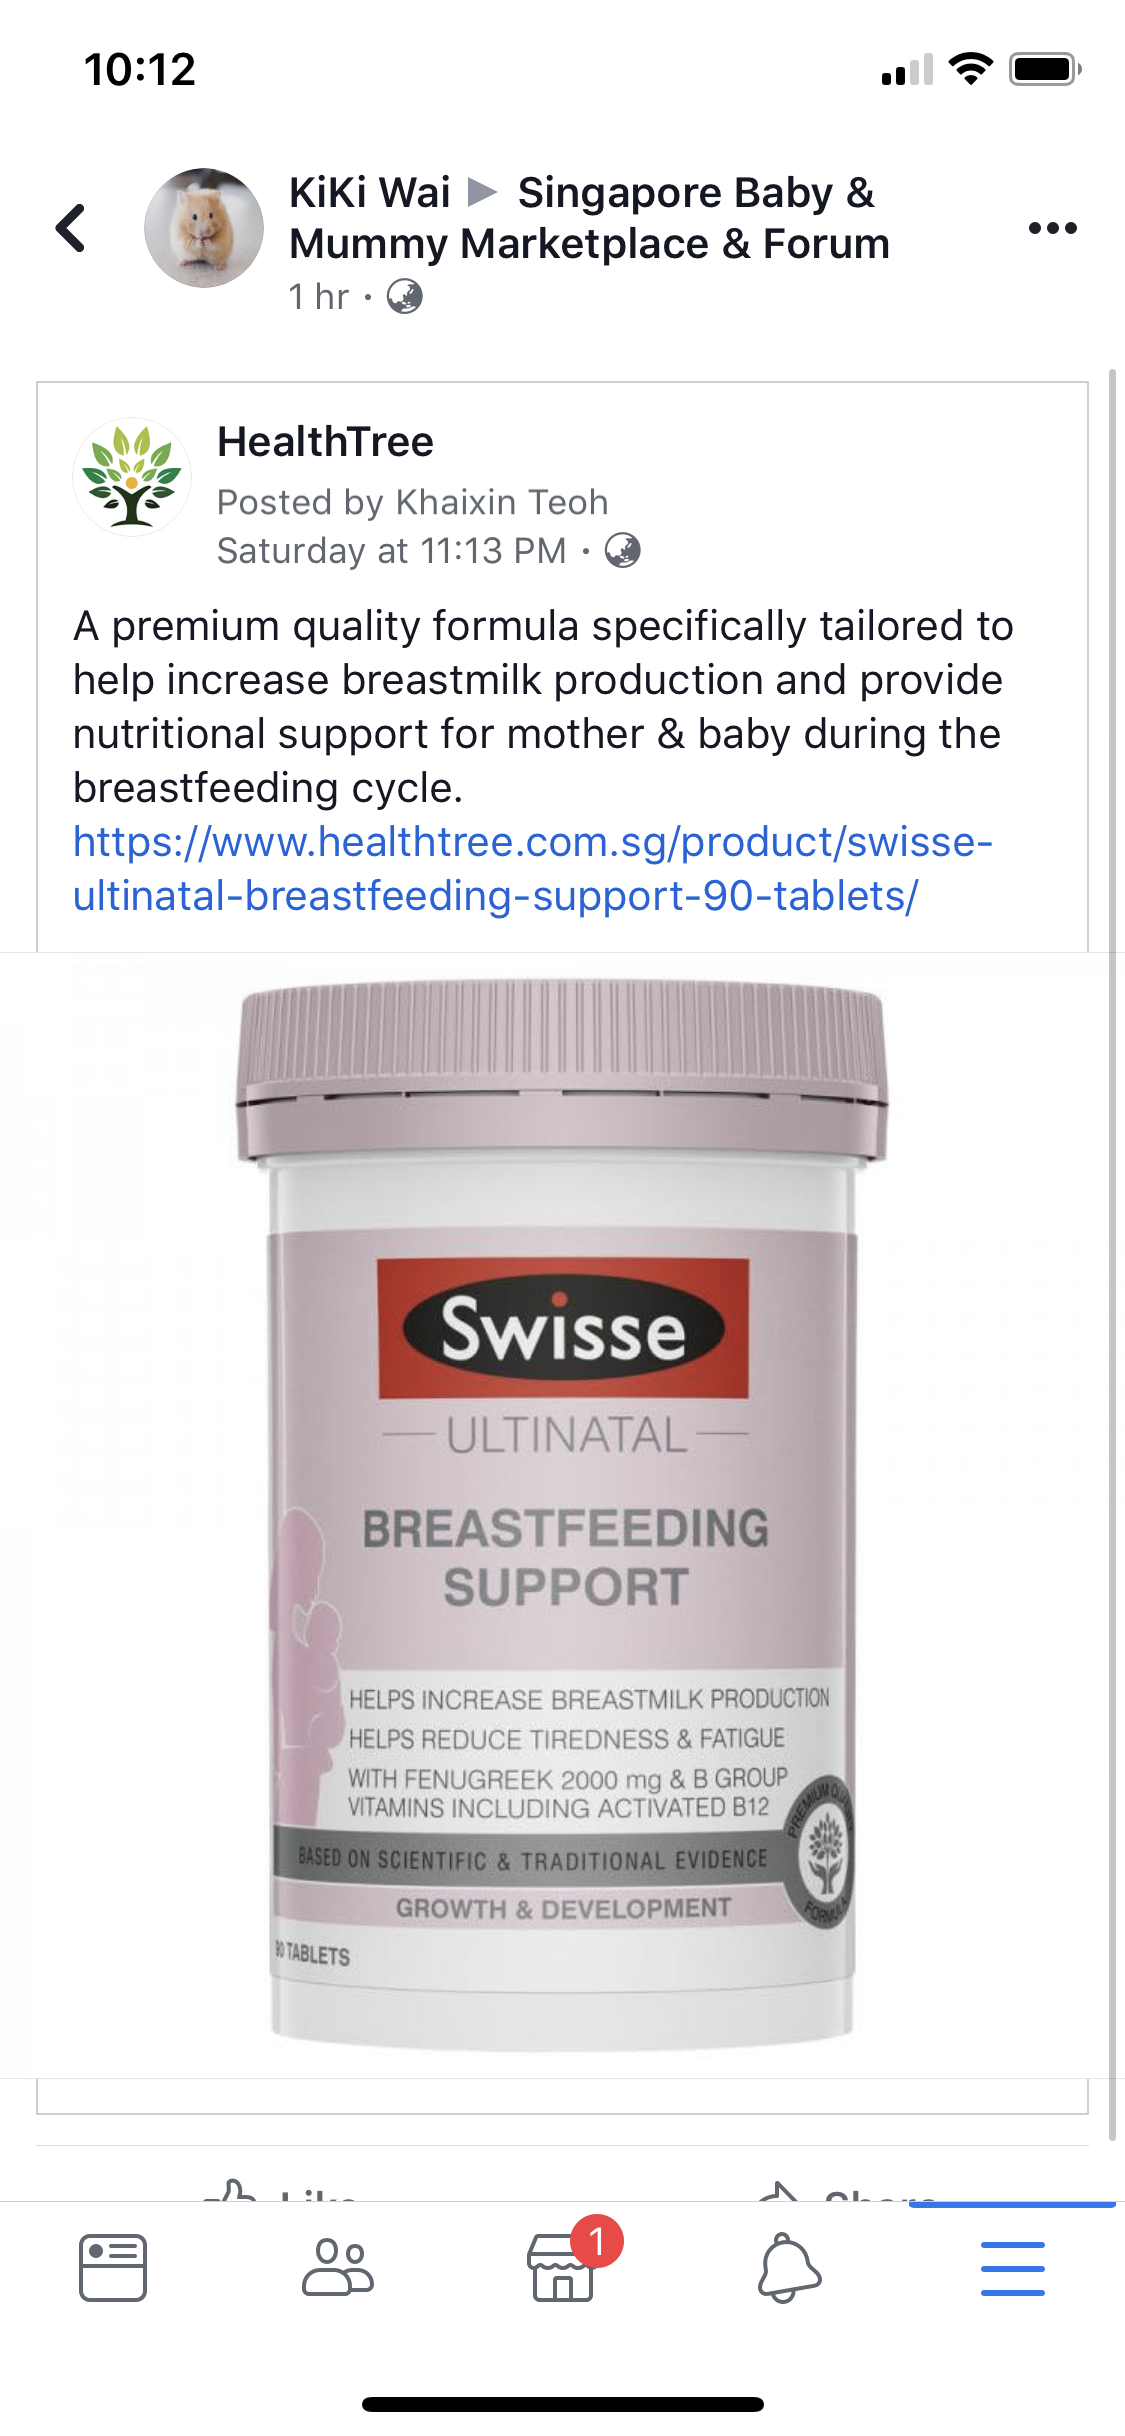 10:12
KiKi Wai ▶ Singapore Baby &
Mummy Marketplace & Forum
1 hr ·
HealthTree
Posted by Khaixin Teoh
Saturday at 11:13 PM ·
A premium quality formula specifically tailored to
help increase breastmilk production and provide
nutritional support for mother & baby during the
breastfeeding cycle.
https://www.healthtree.com.sg/product/swisse-
ultinatal-breastfeeding-support-90-tablets/
Swisse
ULTINATAL
BREASTFEEDING
SUPPORT
HELPS INCREASE BREASTMILK PRODUCTION
HELPS REDUCE TIREDNESS & FATIGUE
WITH FENUGREEK 2000 mg & B GROUP
VITAMINS INCLUDING ACTIVATED B12
BASED ON SCIENTIFIC & TRADITIONAL EVIDENCE
PREMIUM
FORMULA
GROWTH & DEVELOPMENT
90 TABLETS
Like
Share
1